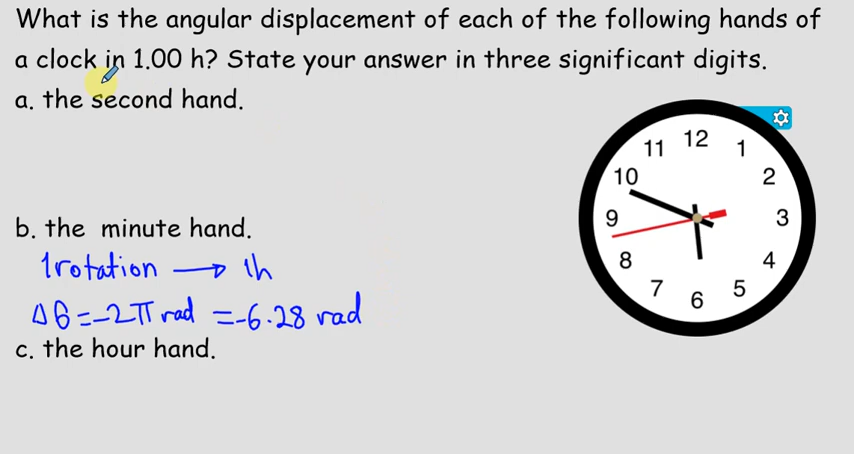 What is the angular displacement of each of the following hands of
a clock in 1.00 h? State your answer in three significant digits.
a. the second hand.
b. the minute hand.
1rotation → 1h
Δθ=-2π rad =-6.28 rad
c. the hour hand.
12
11
1
10
2
9
3
8
4
7
5
6